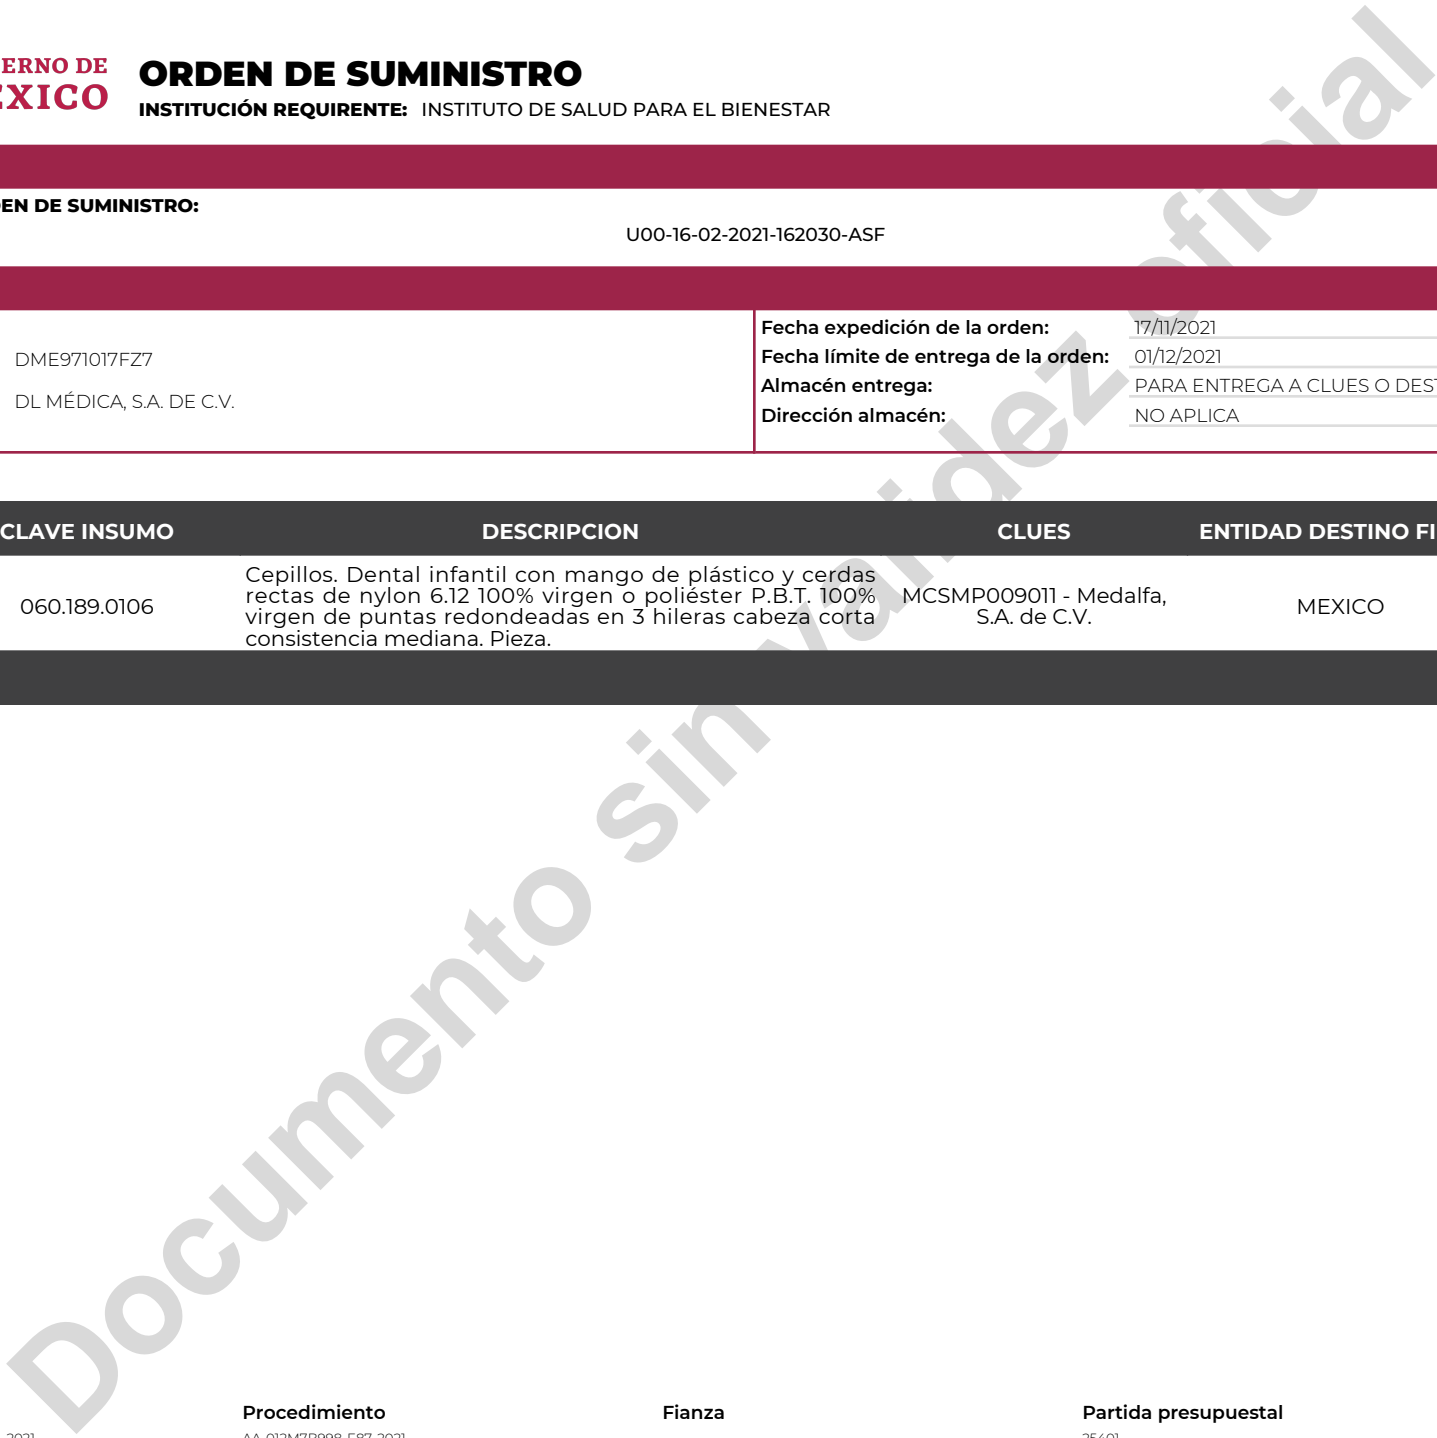 ERNO DE
ORDEN DE SUMINISTRO
INSTITUCIÓN REQUIRENTE: INSTITUTO DE SALUD PARA EL BIENESTAR
EN DE SUMINISTRO:
U00-16-02-2021-162030-ASF
DME971017FZ7
DL MÉDICA, S.A. DE C.V.
Fecha expedición de la orden: 17/11/2021
Fecha límite de entrega de la orden: 01/12/2021
Almacén entrega: PARA ENTREGA A CLUES O DEST
Dirección almacén: NO APLICA
CLAVE INSUMO DESCRIPCION CLUES ENTIDAD DESTINO FI
060.189.0106
Cepillos. Dental infantil con mango de plástico y cerdas
rectas de nylon 6.12 100% virgen o poliéster P.B.T. 100%
virgen de puntas redondeadas en 3 hileras cabeza corta
consistencia mediana. Pieza.
MCSMP009011 - Medalfa,
S.A. de C.V.
MEXICO
Documento sin validez oficial
Procedimiento Fianza Partida presupuestal